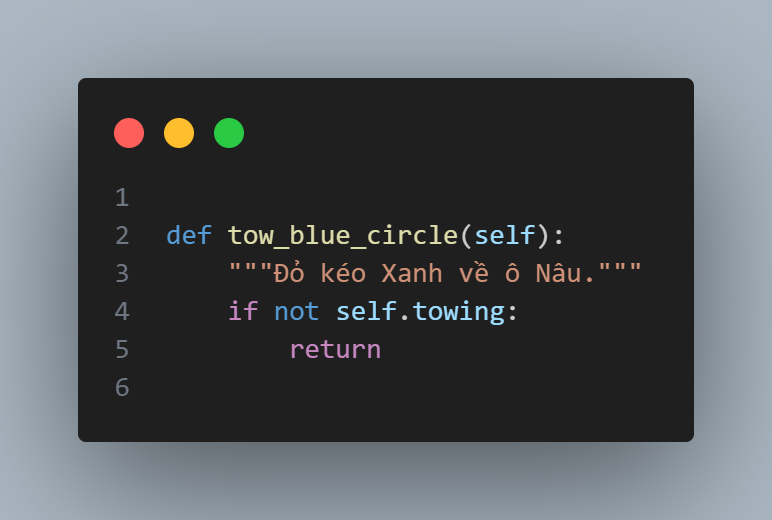 1
2 def tow_blue_circle(self):
3     """Đỏ kéo Xanh về ô Nâu."""
4     if not self.towing:
5         return
6